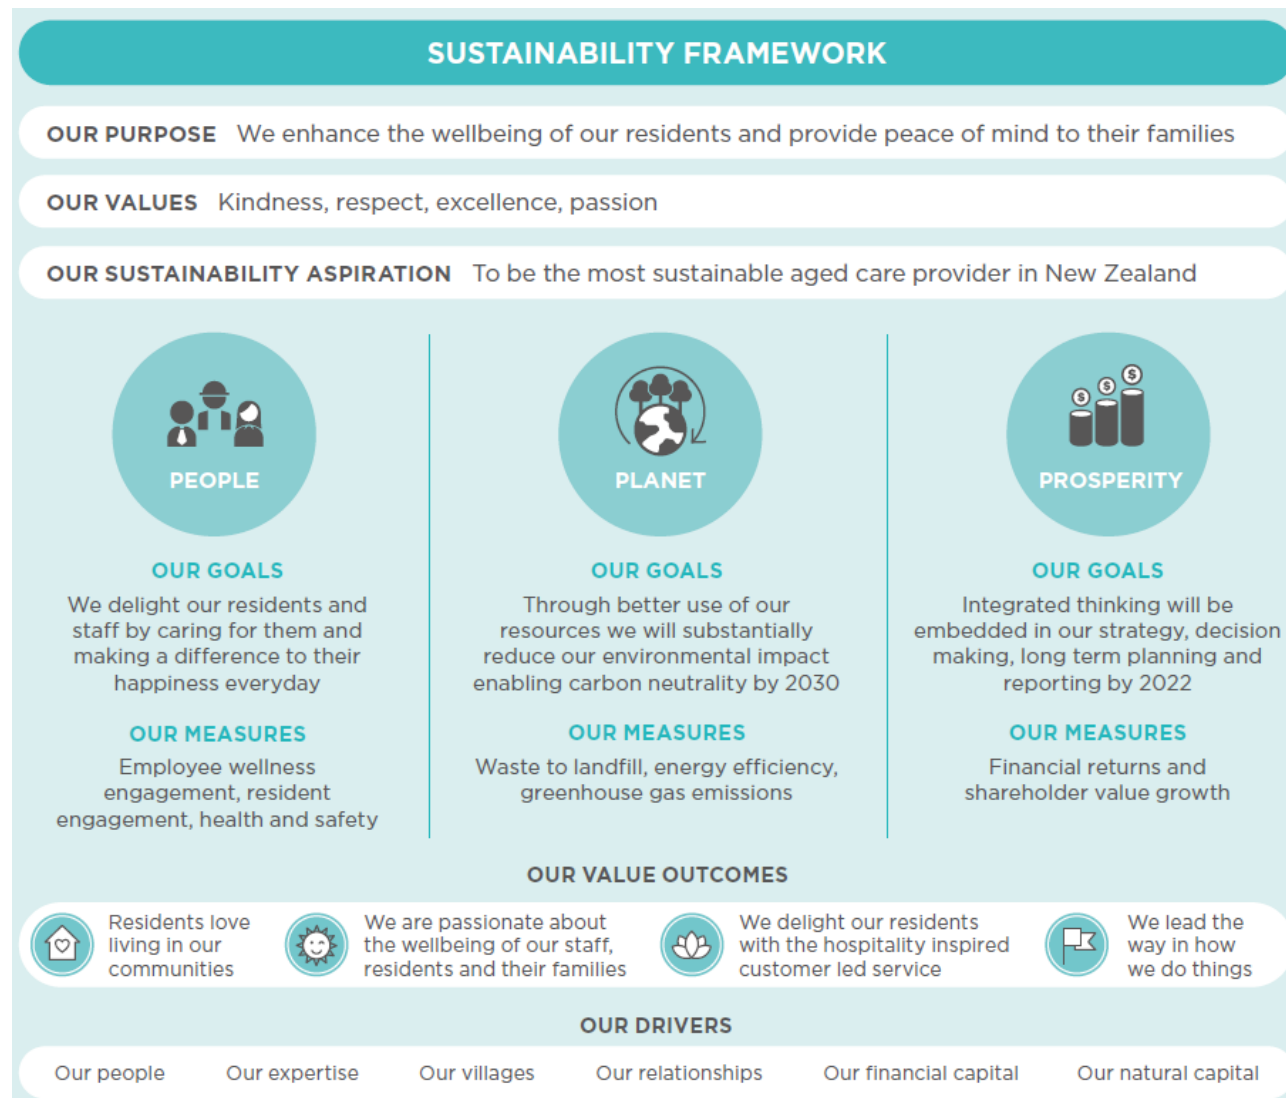 SUSTAINABILITY FRAMEWORK
OUR PURPOSE We enhance the wellbeing of our residents and provide peace of mind to their families
OUR VALUES Kindness, respect, excellence, passion
OUR SUSTAINABILITY ASPIRATION To be the most sustainable aged care provider in New Zealand
PEOPLE
OUR GOALS
We delight our residents and
staff by caring for them and
making a difference to their
happiness everyday
OUR MEASURES
Employee wellness
engagement, resident
engagement, health and safety
PLANET
OUR GOALS
Through better use of our
resources we will substantially
reduce our environmental impact
enabling carbon neutrality by 2030
OUR MEASURES
Waste to landfill, energy efficiency,
greenhouse gas emissions
$ $ $
PROSPERITY
OUR GOALS
Integrated thinking will be
embedded in our strategy, decision
making, long term planning and
reporting by 2022
OUR MEASURES
Financial returns and
shareholder value growth
OUR VALUE OUTCOMES
Residents love
living in our
communities
We are passionate about
the wellbeing of our staff,
residents and their families
We delight our residents
with the hospitality inspired
customer led service
We lead the
way in how
we do things
OUR DRIVERS
Our people Our expertise Our villages Our relationships Our financial capital Our natural capital